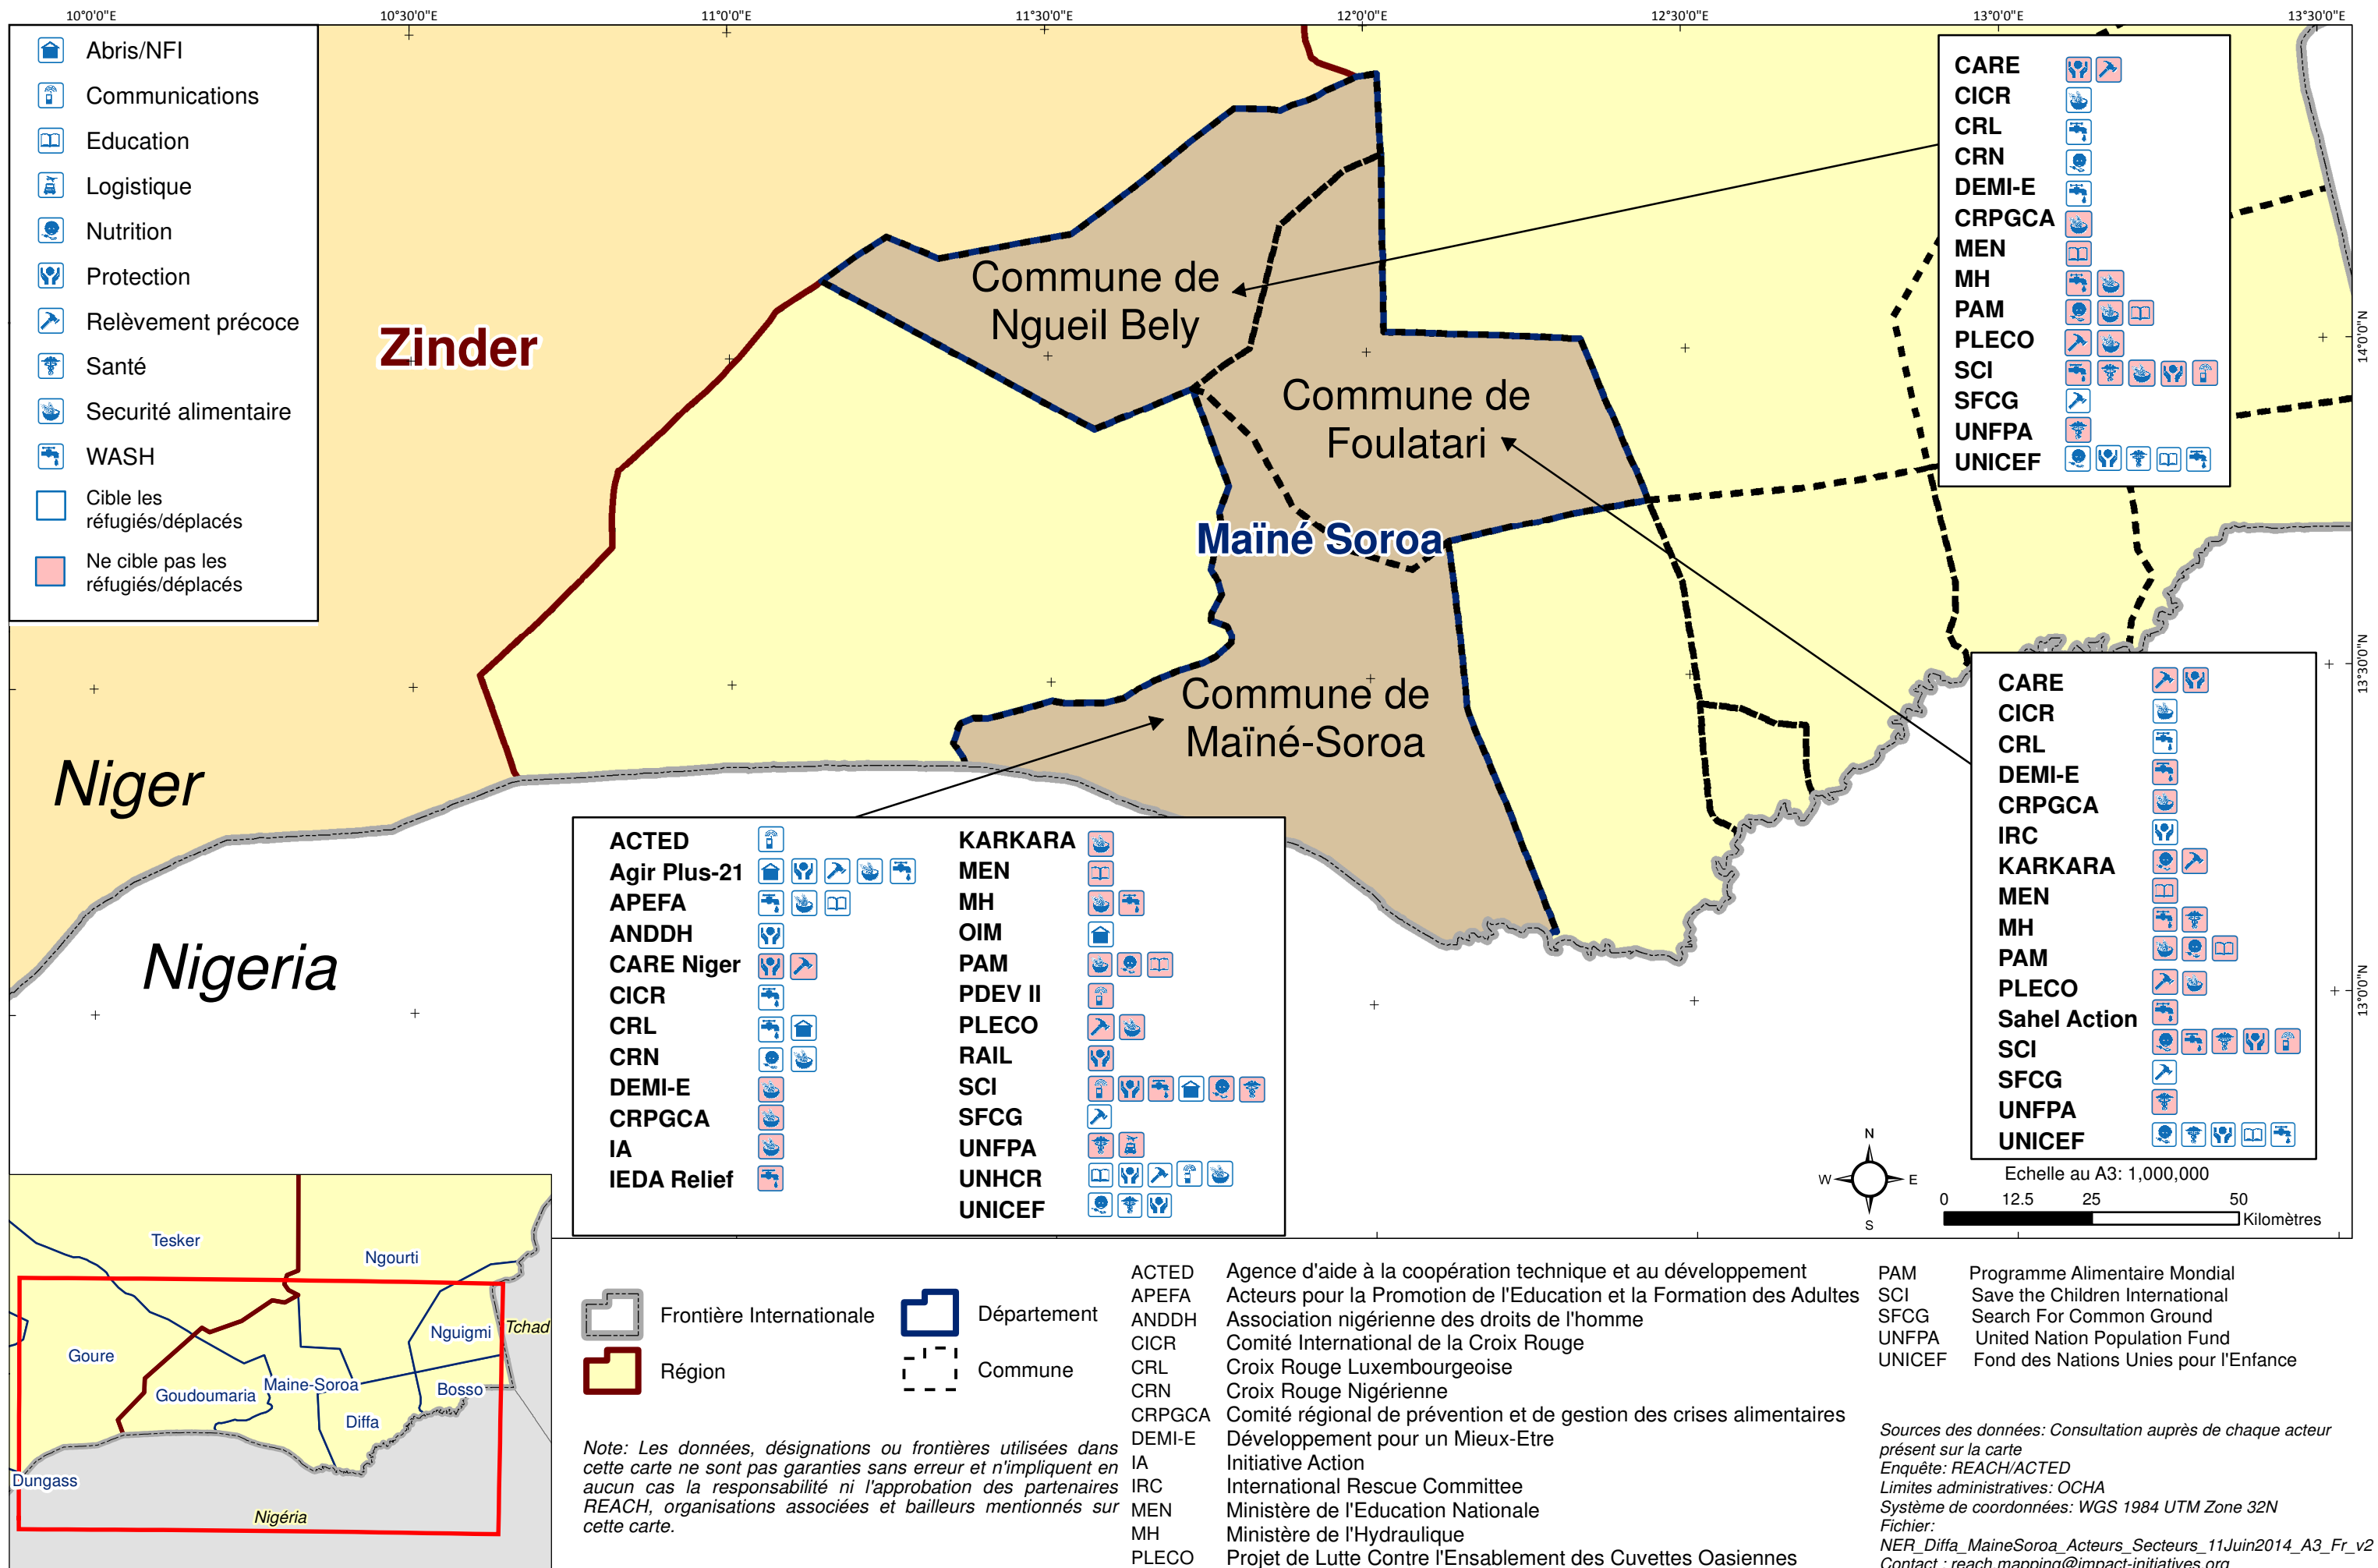 10°0'0"E
10°30'0"E
11°0'0"E
11°30'0"E
12°0'0"E
12°30'0"E
13°0'0"E
13°30'0"E
Abris/NFI
Communications
Education
Logistique
Nutrition
Protection
Relèvement précoce
Santé
Securité alimentaire
WASH
Cible les
réfugiés/déplacés
Ne cible pas les
réfugiés/déplacés
Zinder
Niger
Nigeria
Commune de
Ngueil Bely
Commune de
Foulatari
Maïné Soroa
Commune de
Maïné-Soroa
CARE
CICR
CRL
CRN
DEMI-E
CRPGCA
MEN
MH
PAM
PLECO
SCI
SFCG
UNFPA
UNICEF
14°0'0"N
13°30'0"N
13°0'0"N
CARE
CICR
CRL
DEMI-E
CRPGCA
IRC
KARKARA
MEN
MH
PAM
PLECO
Sahel Action
SCI
SFCG
UNFPA
UNICEF
ACTED
Agir Plus-21
APEFA
ANDDH
CARE Niger
CICR
CRL
CRN
DEMI-E
CRPGCA
IA
IEDA Relief
KARKARA
MEN
MH
OIM
PAM
PDEV II
PLECO
RAIL
SCI
SFCG
UNFPA
UNHCR
UNICEF
N
W
E
S
Echelle au A3: 1,000,000
0 12.5 25 50
Kilomètres
Tesker
Ngourti
Goure
Goudoumaria
Maine-Soroa
Nguigmi
Tchad
Bosso
Diffa
Dungass
Nigéria
Frontière Internationale
Département
Région
Commune
Note: Les données, désignations ou frontières utilisées dans
cette carte ne sont pas garanties sans erreur et n'impliquent en
aucun cas la responsabilité ni l'approbation des partenaires
REACH, organisations associées et bailleurs mentionnés sur
cette carte.
ACTED Agence d'aide à la coopération technique et au développement
APEFA Acteurs pour la Promotion de l'Education et la Formation des Adultes
ANDDH Association nigérienne des droits de l'homme
CICR Comité International de la Croix Rouge
CRL Croix Rouge Luxembourgeoise
CRN Croix Rouge Nigérienne
CRPGCA Comité régional de prévention et de gestion des crises alimentaires
DEMI-E Développement pour un Mieux-Etre
IA Initiative Action
IRC International Rescue Committee
MEN Ministère de l'Education Nationale
MH Ministère de l'Hydraulique
PLECO Projet de Lutte Contre l'Ensablement des Cuvettes Oasiennes
PAM Programme Alimentaire Mondial
SCI Save the Children International
SFCG Search For Common Ground
UNFPA United Nation Population Fund
UNICEF Fond des Nations Unies pour l'Enfance
Sources des données: Consultation auprès de chaque acteur
présent sur la carte
Enquête: REACH/ACTED
Limites administratives: OCHA
Système de coordonnées: WGS 1984 UTM Zone 32N
Fichier:
NER_Diffa_MaineSoroa_Acteurs_Secteurs_11Juin2014_A3_Fr_v2
Contact : reach.mapping@impact-initiatives.org